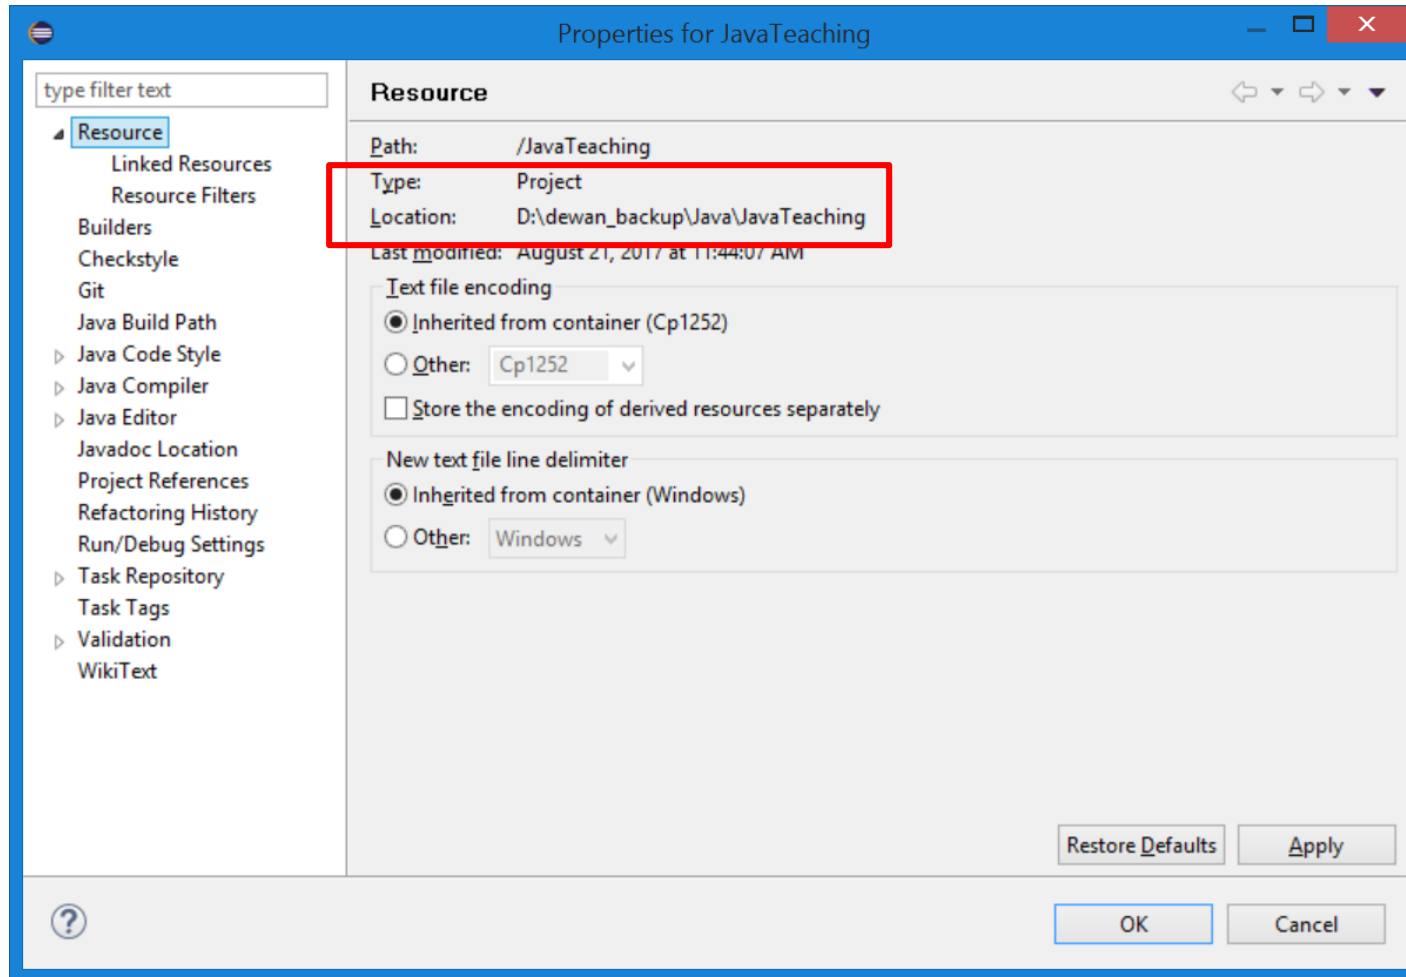 Properties for JavaTeaching
type filter text
Resource
Linked Resources
Resource Filters
Builders
Checkstyle
Git
Java Build Path
Java Code Style
Java Compiler
Java Editor
Javadoc Location
Project References
Refactoring History
Run/Debug Settings
Task Repository
Task Tags
Validation
WikiText
Resource
Path: /JavaTeaching
Type: Project
Location: D:\dewan_backup\Java\JavaTeaching
Last modified: August 21, 2017 at 11:44:07 AM
Text file encoding
Inherited from container (Cp1252)
Other: Cp1252
Store the encoding of derived resources separately
New text file line delimiter
Inherited from container (Windows)
Other: Windows
Restore Defaults
Apply
?
OK
Cancel